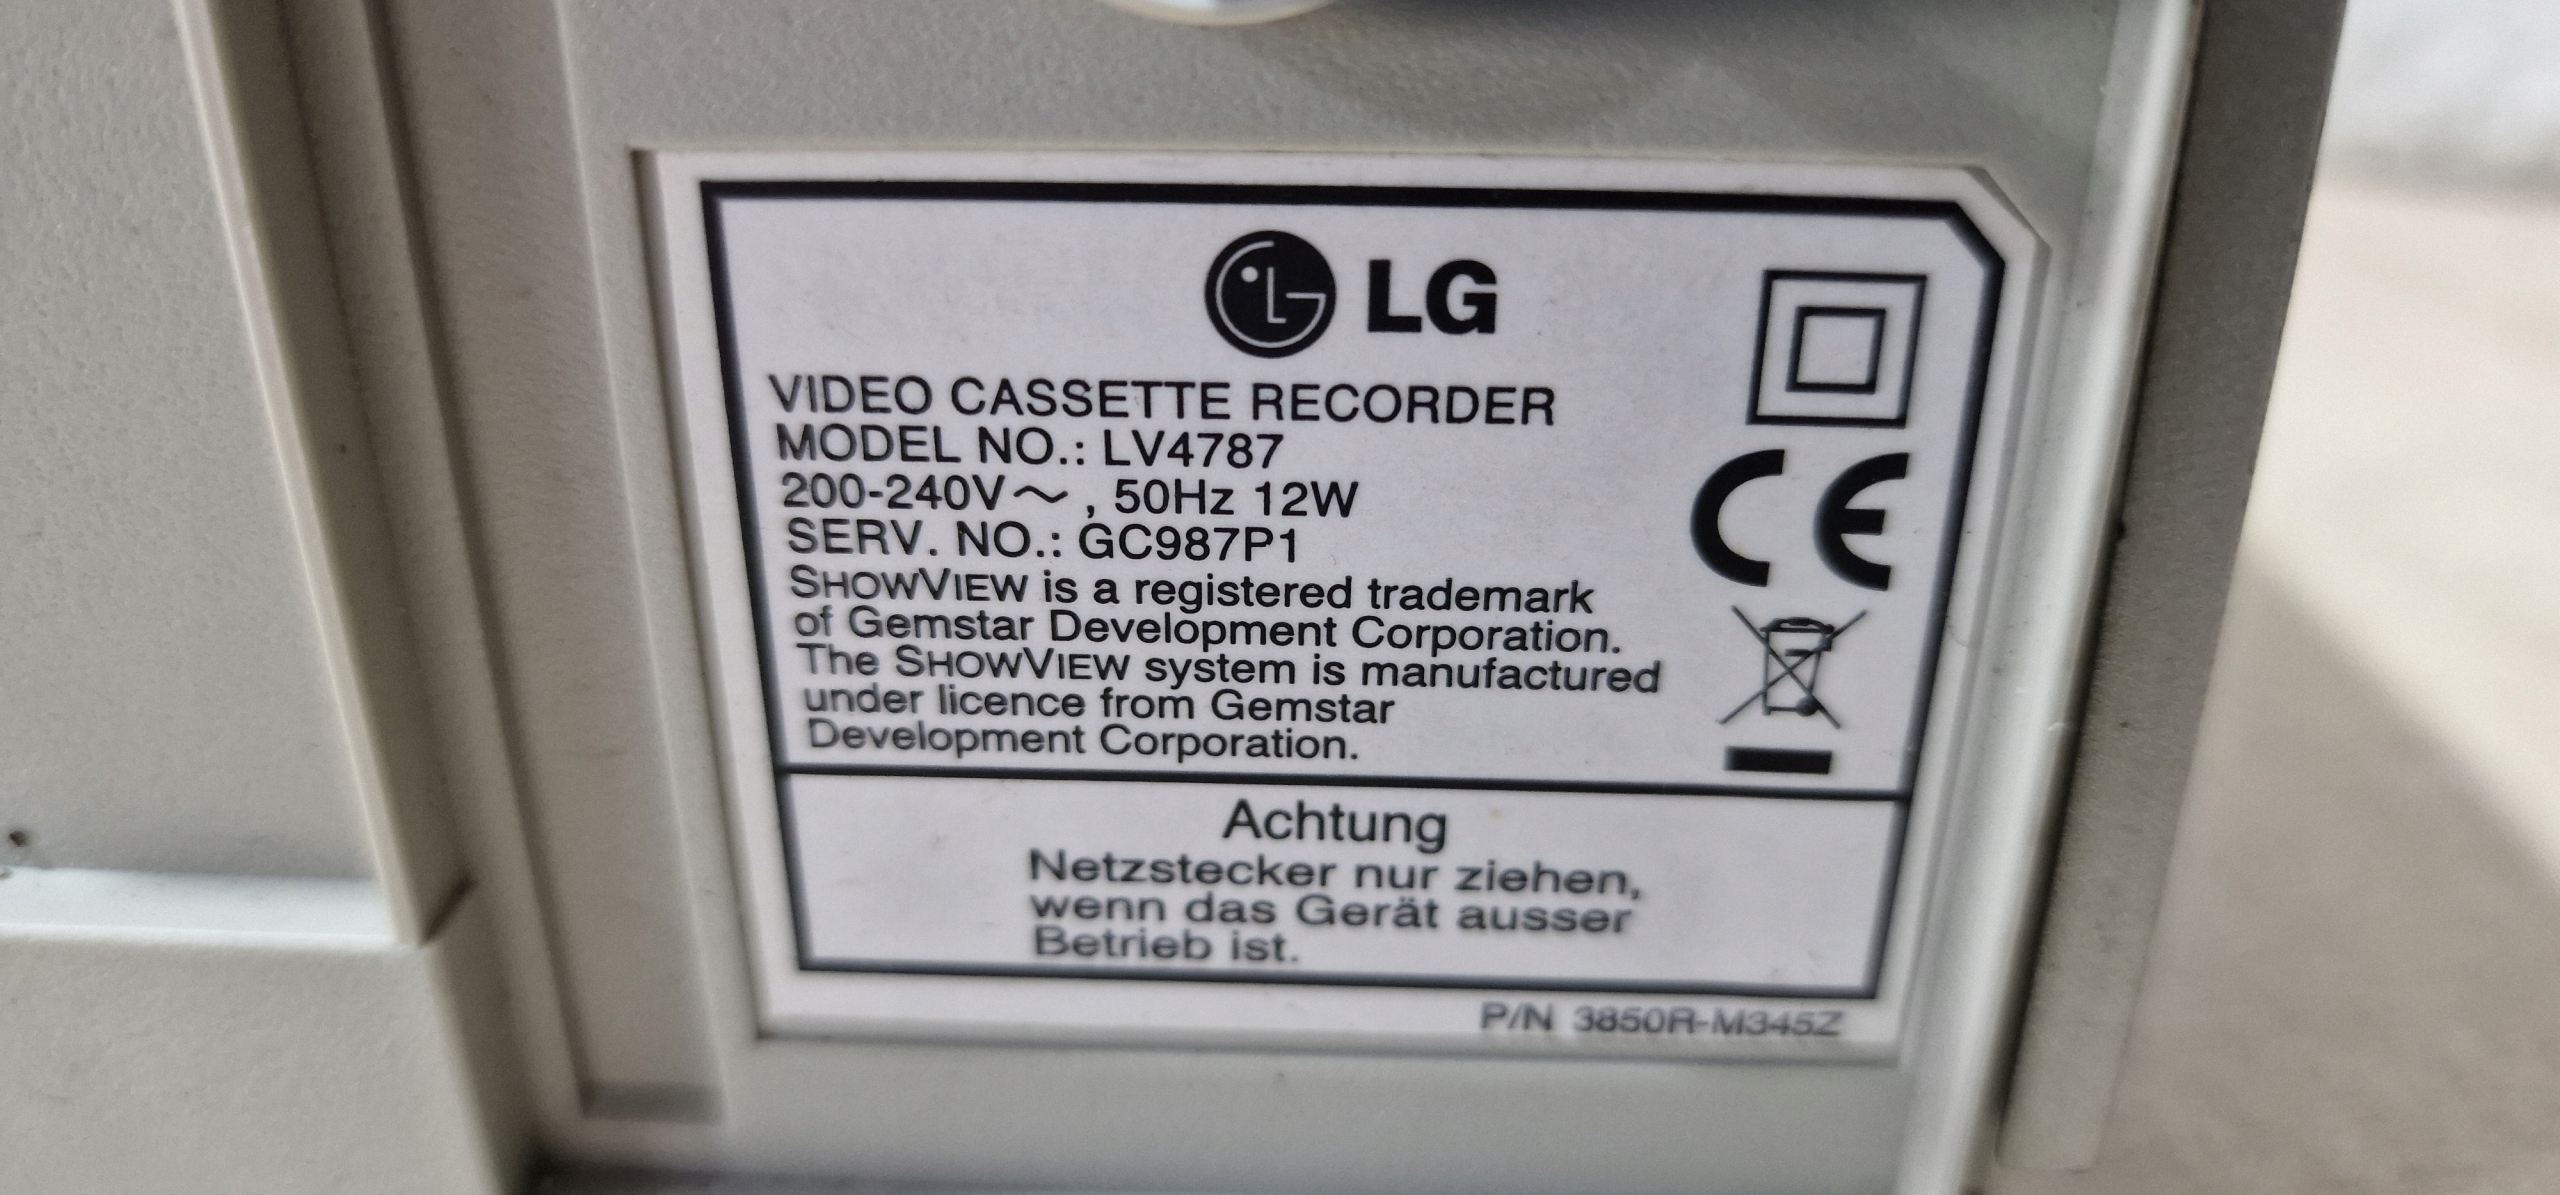 LG
VIDEO CASSETTE RECORDER
MODEL NO.: LV4787
200-240V～, 50Hz 12W
SERV. NO.: GC987P1
SHOWVIEW is a registered trademark
of Gemstar Development Corporation.
The SHOWVIEW system is manufactured
under licence from Gemstar
Development Corporation.
CE
Achtung
Netzstecker nur ziehen,
wenn das Gerät ausser
Betrieb ist.
P/N 3850R-M345Z